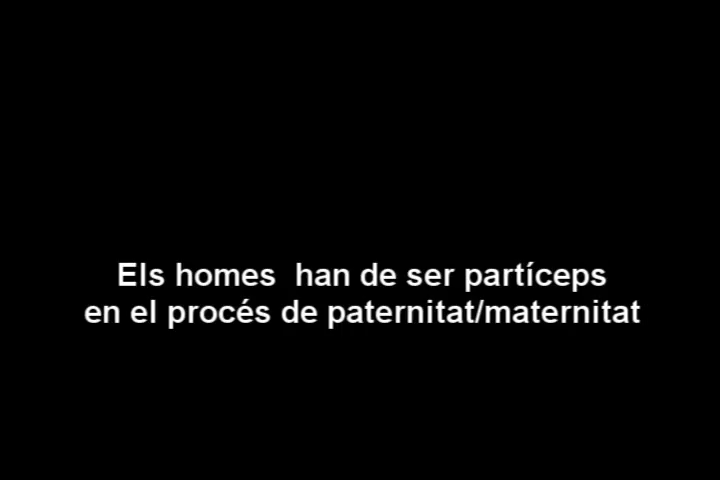 Els homes  han de ser partíceps
en el procés de paternitat/maternitat